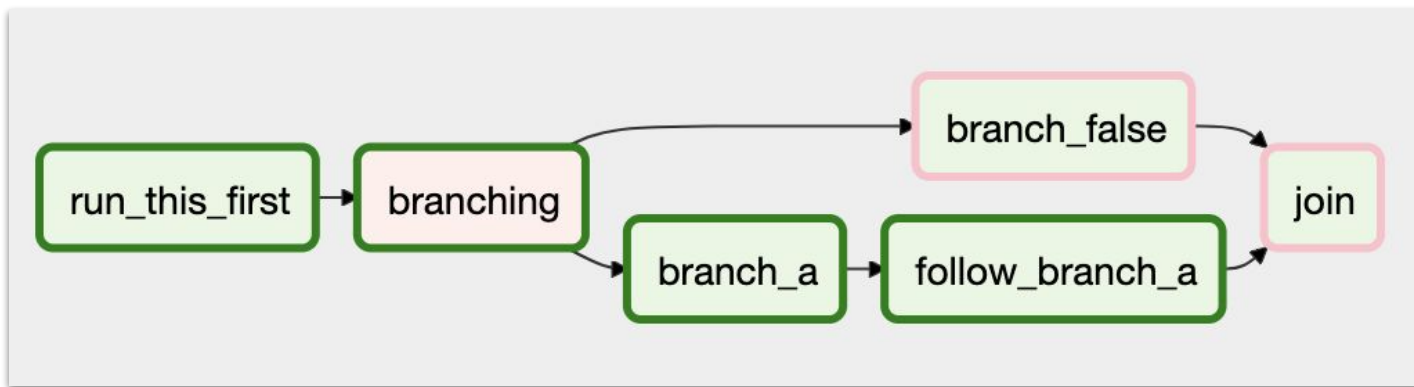 run_this_first
branching
branch_false
branch_a
follow_branch_a
join